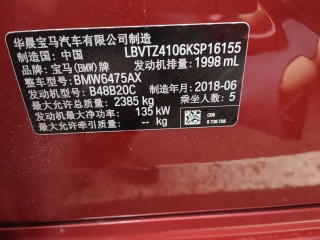 华晨宝马汽车有限公司制造
制造国：中国 LBVTZ4106KSP16155
品牌：宝马(BMW)牌 发动机排量：1998 mL
整车型号：BMW6475AX
发动机型号：B48B20C 制造年月：2018-06
最大允许总质量：2385 kg 乘坐人数：5
发动机最大净功率：135 kW
最大允许牵引质量：-- kg